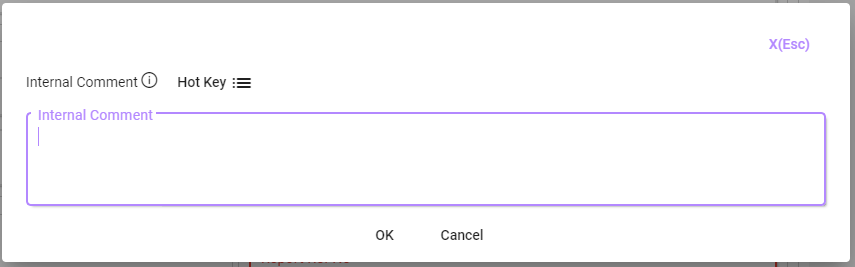 X(Esc)
Internal Comment Hot Key
Internal Comment
OK Cancel